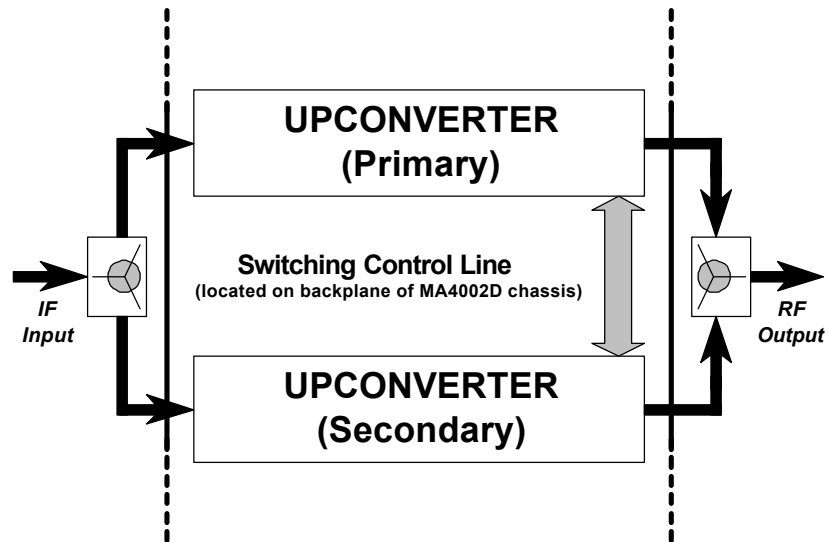 UPCONVERTER
(Primary)
Switching Control Line
(located on backplane of MA4002D chassis)
IF
Input
RF
Output
UPCONVERTER
(Secondary)